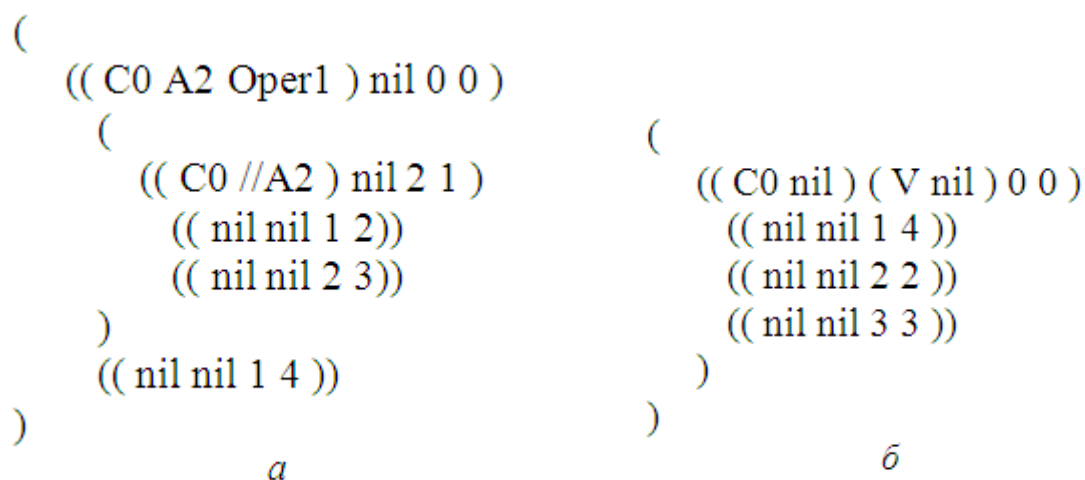 (
(( C0 A2 Oper1 ) nil 0 0 )
(
(( C0 //A2 ) nil 2 1 )
(( nil nil 1 2))
(( nil nil 2 3))
)
(( nil nil 1 4 ))
)
а
(
(( C0 nil ) ( V nil ) 0 0 )
(( nil nil 1 4 ))
(( nil nil 2 2 ))
(( nil nil 3 3 ))
)
)
б